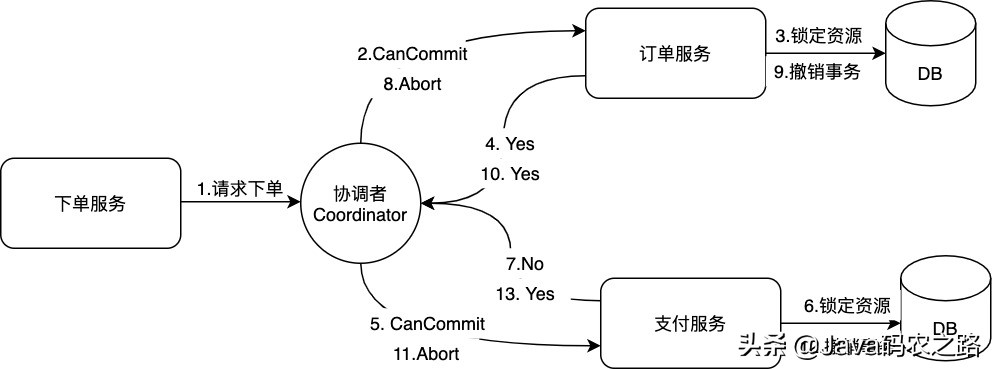 2.CanCommit
8.Abort
订单服务
3.锁定资源
9.撤销事务
DB
4. Yes
10. Yes
下单服务
1.请求下单
协调者
Coordinator
7.No
13. Yes
5. CanCommit
11.Abort
支付服务
6.锁定资源
DB
头条 @Java码农之路